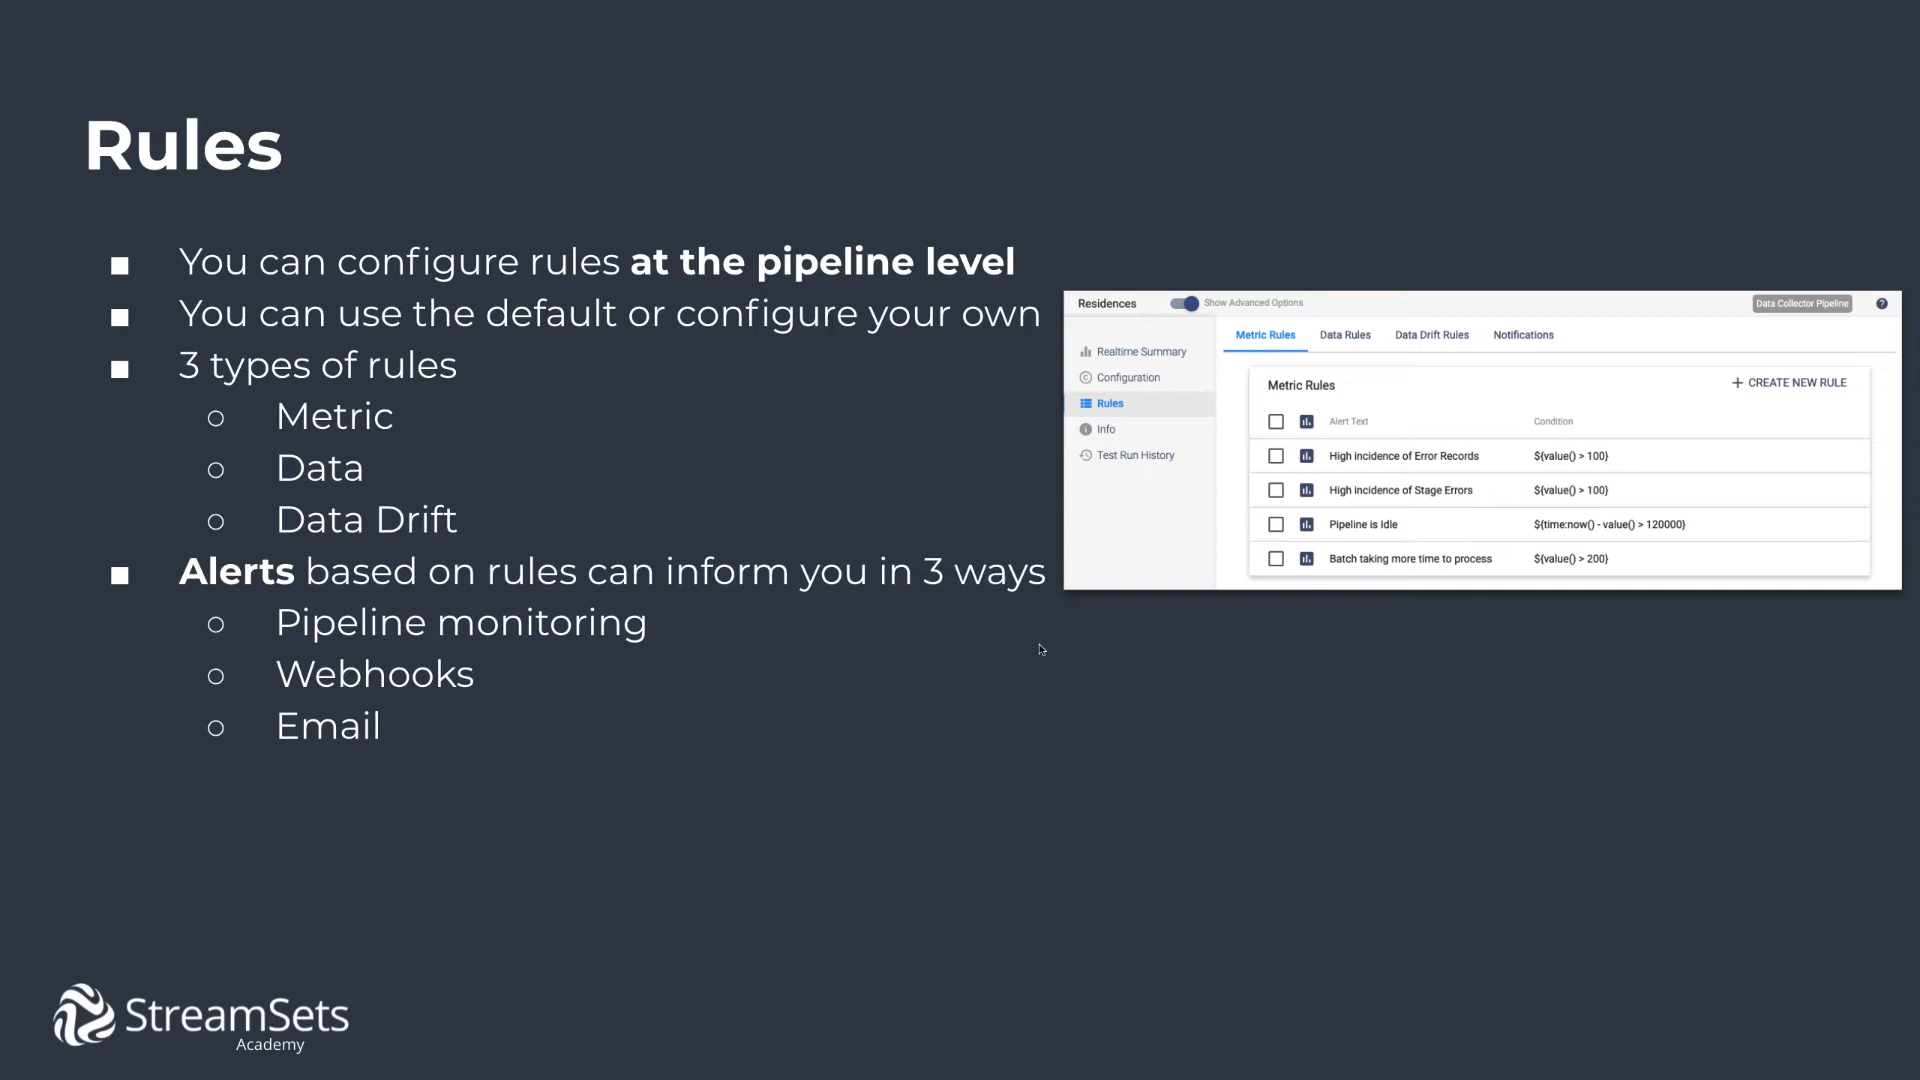 Rules
You can configure rules at the pipeline level
You can use the default or configure your own
3 types of rules
Metric
Data
Data Drift
Alerts based on rules can inform you in 3 ways
Pipeline monitoring
Webhooks
Email
Residences Show Advanced Options Data Collector Pipeline ?
Realtime Summary
Configuration
Rules
Info
Test Run History
Metric Rules Data Rules Data Drift Rules Notifications
Metric Rules + CREATE NEW RULE
Alert Text Condition
High incidence of Error Records ${value() > 100}
High incidence of Stage Errors ${value() > 100}
Pipeline is Idle ${time:now() - value() > 120000}
Batch taking more time to process ${value() > 200}
StreamSets
Academy